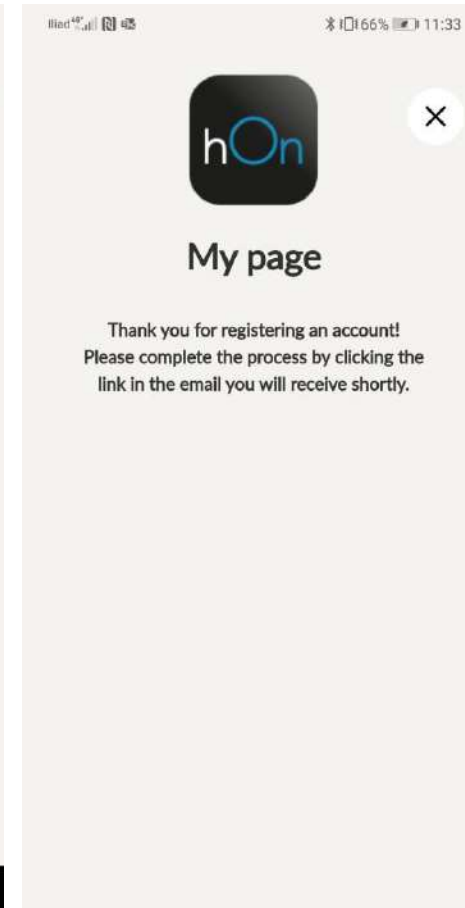 Iliad 66% 11:33
hOn
My page
Thank you for registering an account!
Please complete the process by clicking the
link in the email you will receive shortly.